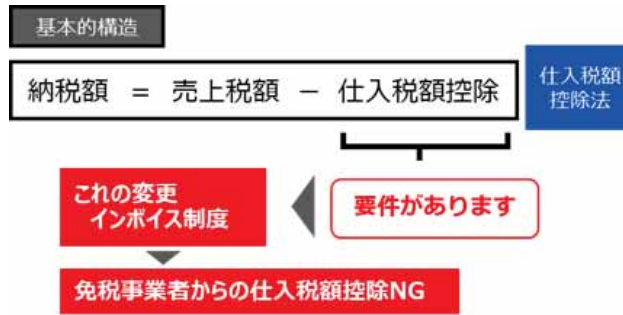 基本的構造
納税額 = 売上税額 − 仕入税額控除
仕入税額
控除法
要件があります
これの変更
インボイス制度
免税事業者からの仕入税額控除NG